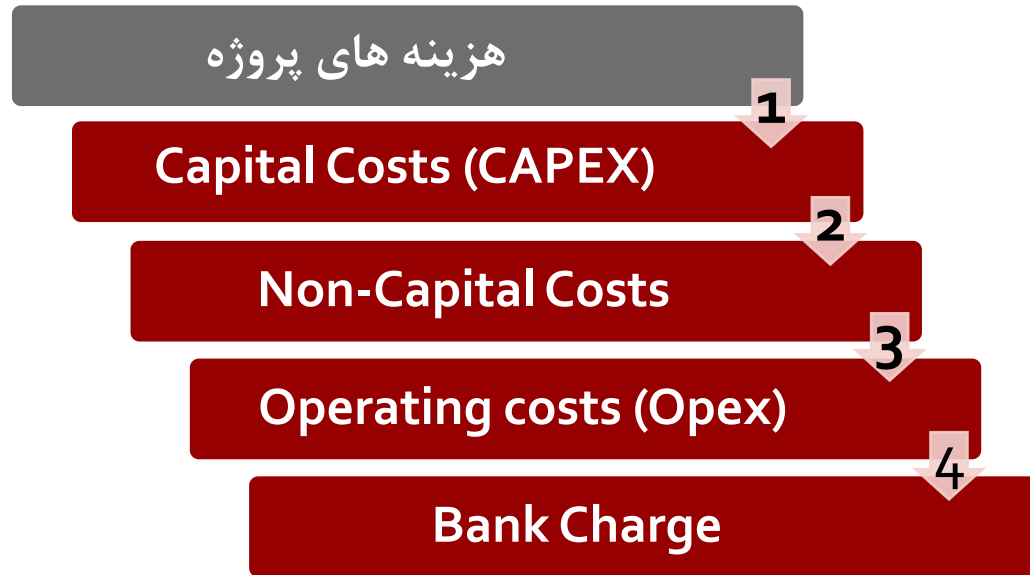 هزینه های پروژه
1
Capital Costs (CAPEX)
2
Non-Capital Costs
3
Operating costs (Opex)
4
Bank Charge